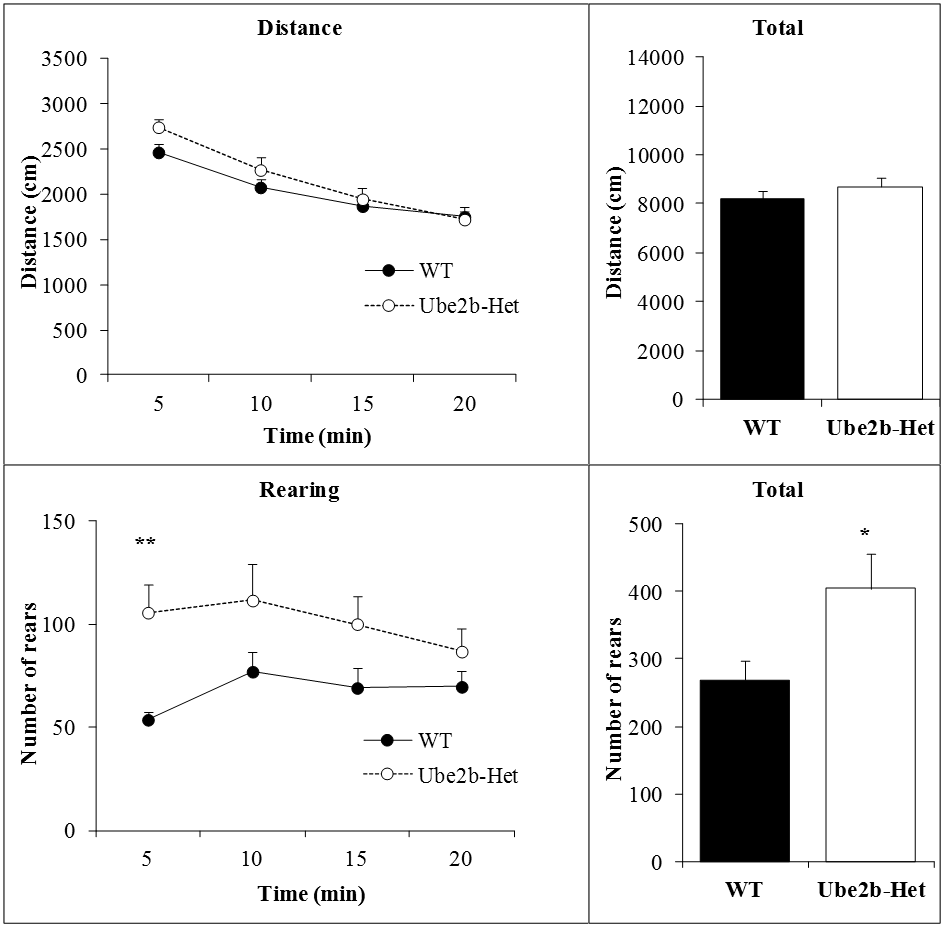 Distance
3500
3000
2500
2000
1500
1000
500
0
Distance (cm)
WT
Ube2b-Het
5 10 15 20
Time (min)
Total
14000
12000
10000
8000
6000
4000
2000
0
Distance (cm)
WT Ube2b-Het
Rearing
150
100
50
0
**
Number of rears
WT
Ube2b-Het
5 10 15 20
Time (min)
Total
500
400
300
200
100
0
*
Number of rears
WT Ube2b-Het